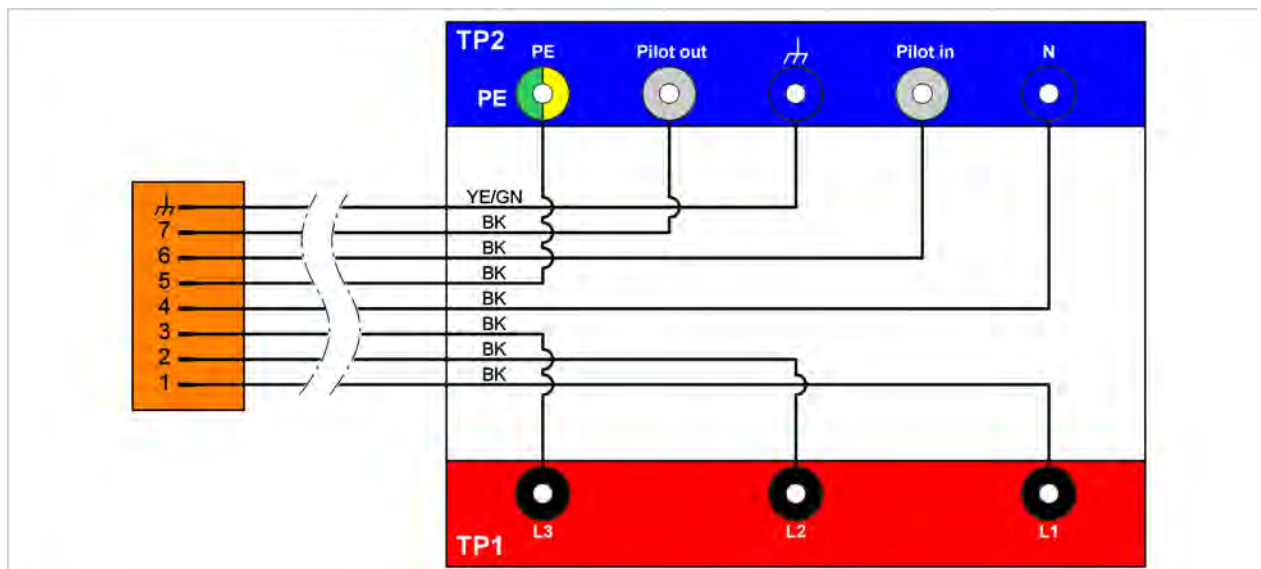 TP2
PE Pilot out Pilot in N
PE
YE/GN
7 BK
6 BK
5 BK
4 BK
3 BK
2 BK
1 BK
L3 L2 L1
TP1